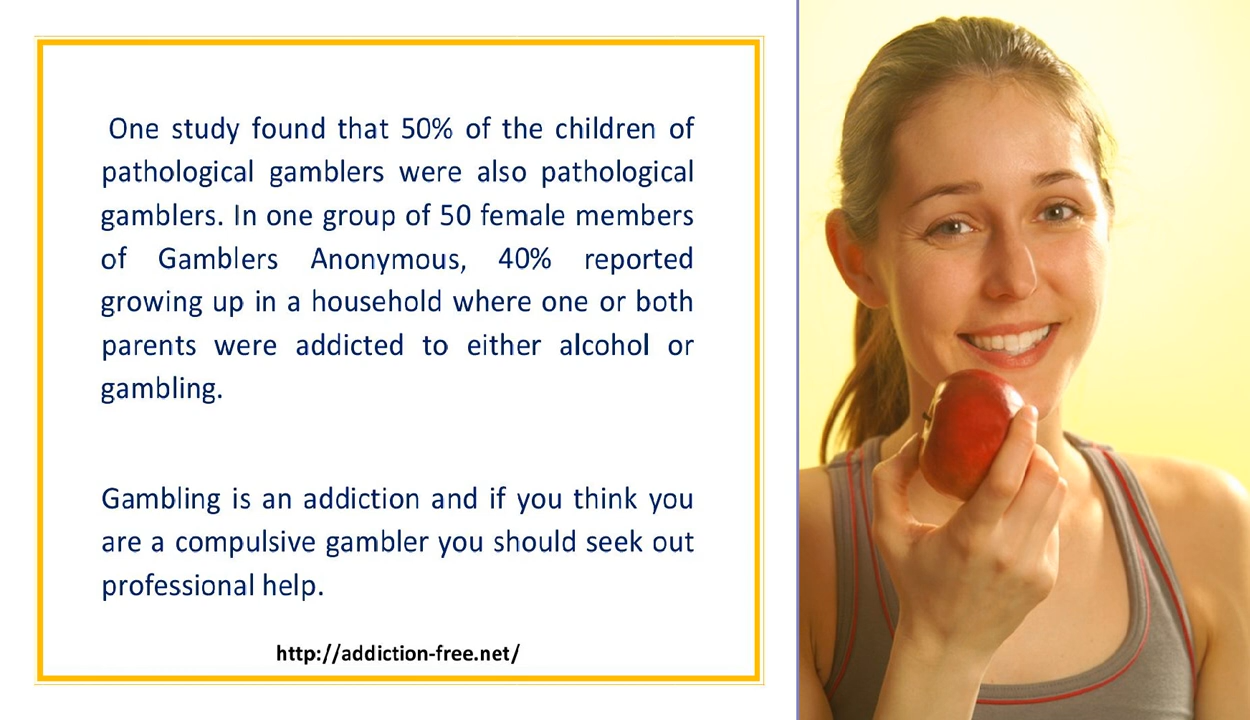 One study found that 50% of the children of
pathological gamblers were also pathological
gamblers. In one group of 50 female members
of Gamblers Anonymous, 40% reported
growing up in a household where one or both
parents were addicted to either alcohol or
gambling.
Gambling is an addiction and if you think you
are a compulsive gambler you should seek out
professional help.
http://addiction-free.net/